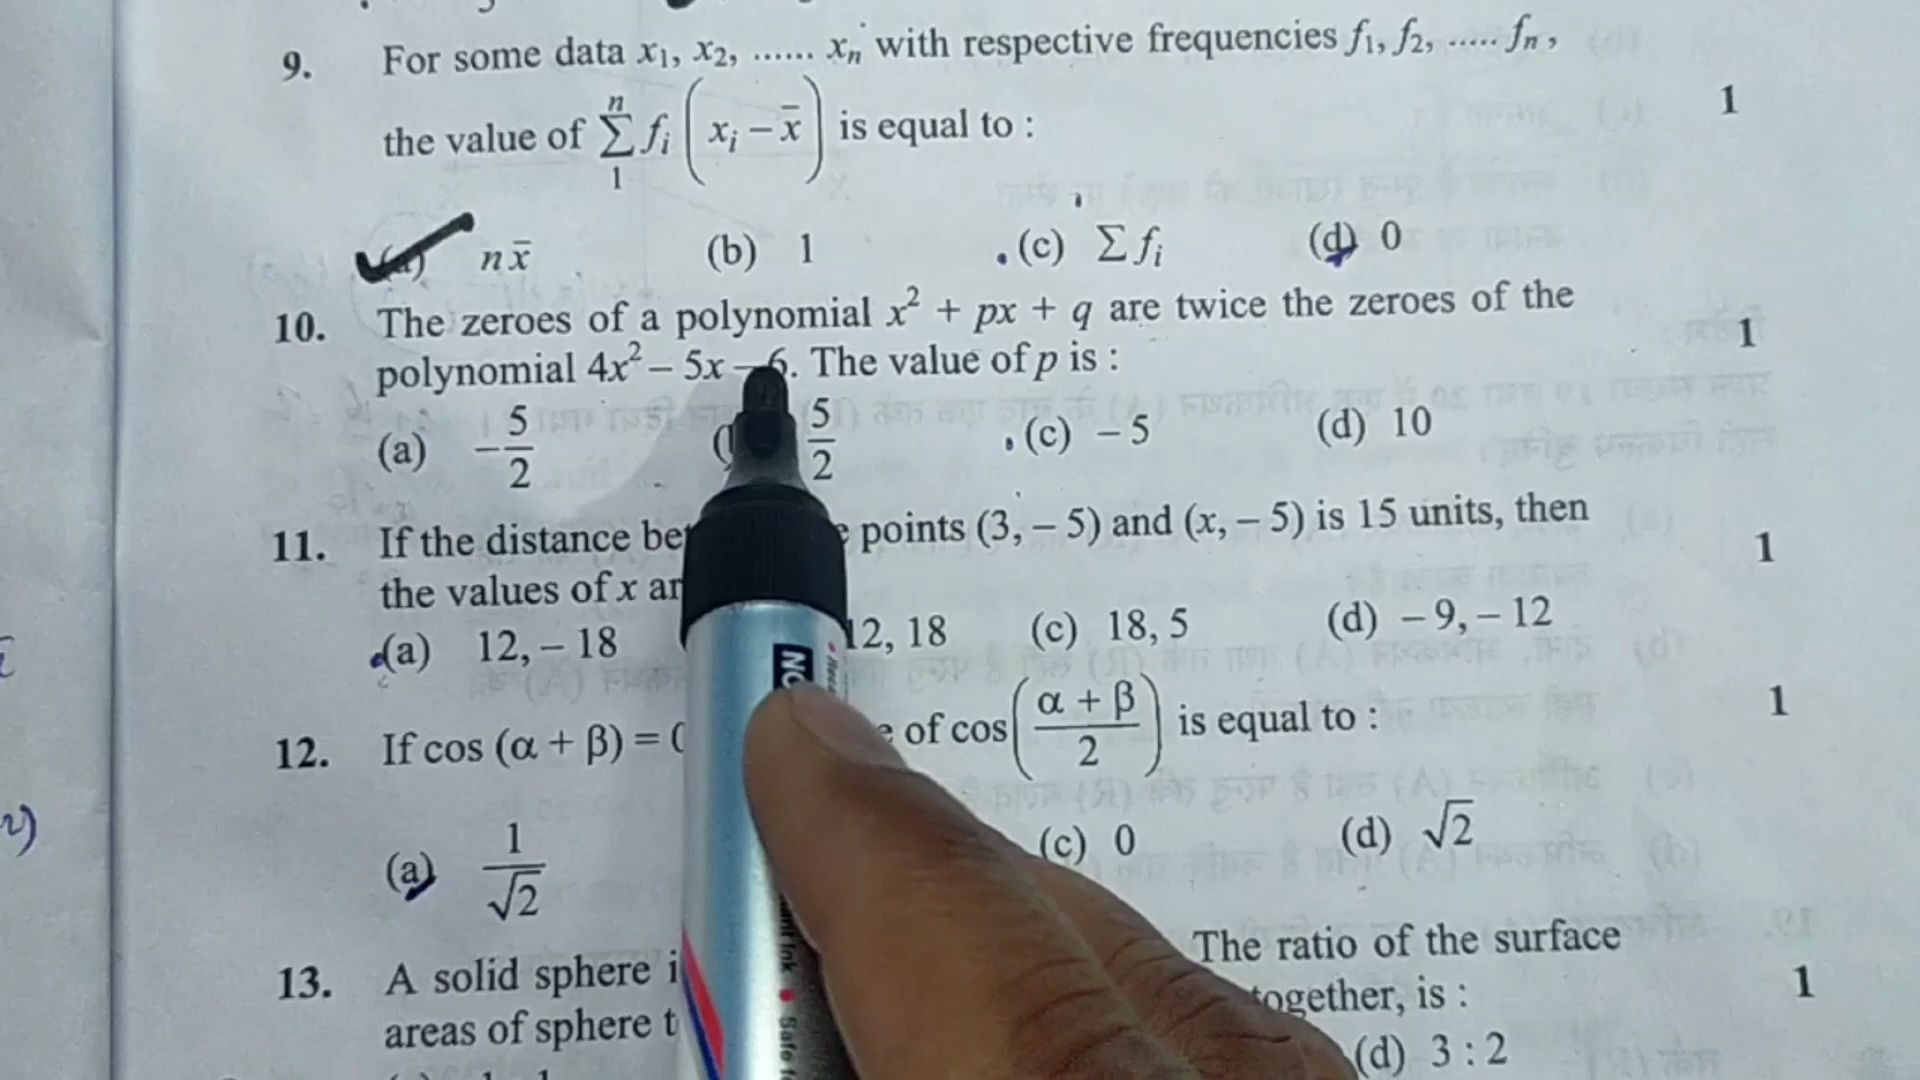 9. For some data x₁, x₂, ...... xₙ with respective frequencies f₁, f₂, ..... fₙ,
the value of ∑₁ⁿ fᵢ (xᵢ – x̄) is equal to : 1
n x̄ (b) 1 (c) ∑ fᵢ (d) 0
10. The zeroes of a polynomial x² + px + q are twice the zeroes of the
polynomial 4x² – 5x – 6. The value of p is : 1
(a) –5/2 5/2 (c) – 5 (d) 10
11. If the distance points (3, – 5) and (x, – 5) is 15 units, then
the values of x 1
(a) 12, – 18 12, 18 (c) 18, 5 (d) – 9, – 12
12. If cos (α + β) = of cos((α + β)/2) is equal to : 1
(a) 1/√2 (c) 0 (d) √2
13. A solid sphere The ratio of the surface
areas of sphere together, is : 1
(d) 3 : 2